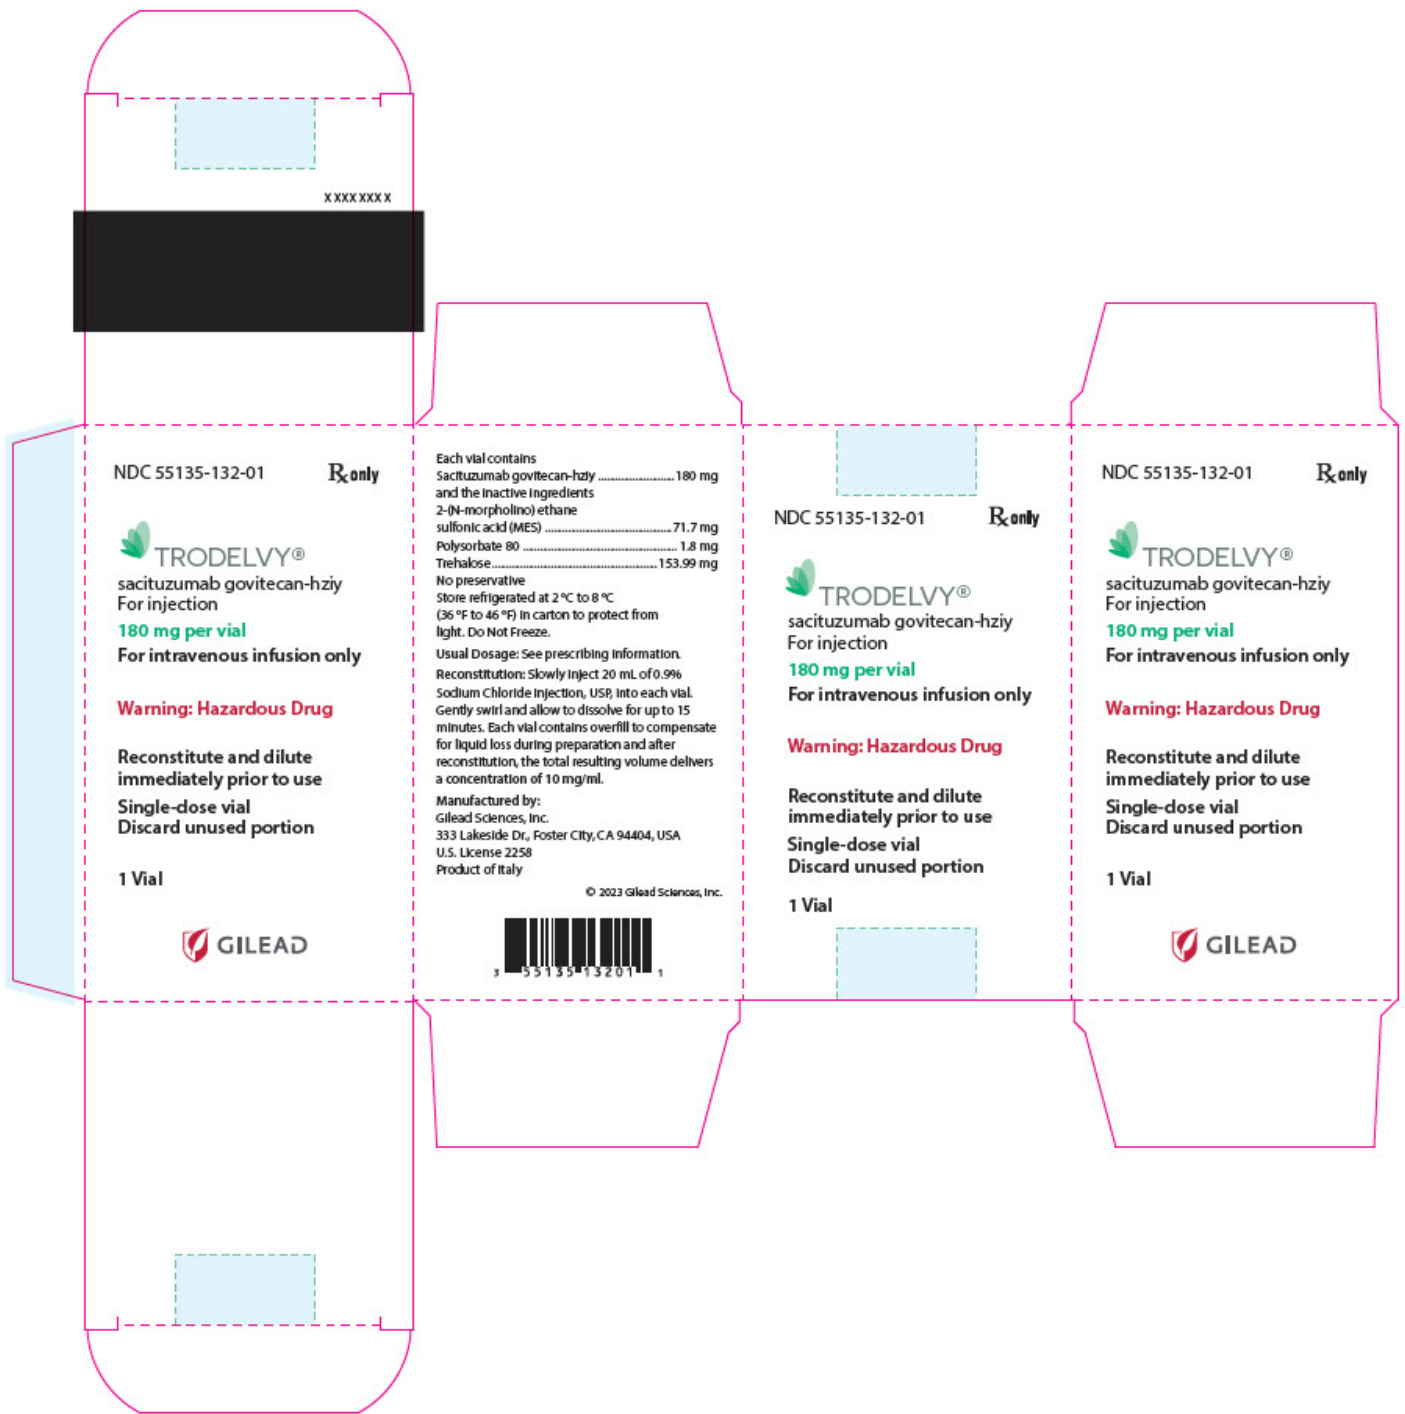 XXXXXXXX
NDC 55135-132-01
Rx only
TRODELVY®
sacituzumab govitecan-hziy
For injection
180 mg per vial
For intravenous infusion only
Warning: Hazardous Drug
Reconstitute and dilute
immediately prior to use
Single-dose vial
Discard unused portion
1 Vial
GILEAD
Each vial contains
Sacituzumab govitecan-hziy ............................ 180 mg
and the inactive ingredients
2-(N-morpholino) ethane
sulfonic acid (MES) ............................................... 71.7 mg
Polysorbate 80 ......................................................... 1.8 mg
Trehalose ............................................................. 153.99 mg
No preservative
Store refrigerated at 2 °C to 8 °C
(36 °F to 46 °F) in carton to protect from
light. Do Not Freeze.
Usual Dosage: See prescribing information.
Reconstitution: Slowly inject 20 mL of 0.9%
Sodium Chloride Injection, USP, into each vial.
Gently swirl and allow to dissolve for up to 15
minutes. Each vial contains overfill to compensate
for liquid loss during preparation and after
reconstitution, the total resulting volume delivers
a concentration of 10 mg/ml.
Manufactured by:
Gilead Sciences, Inc.
333 Lakeside Dr., Foster City, CA 94404, USA
U.S. License 2258
Product of Italy
© 2023 Gilead Sciences, Inc.
3 55135 13201 1
NDC 55135-132-01
Rx only
TRODELVY®
sacituzumab govitecan-hziy
For injection
180 mg per vial
For intravenous infusion only
Warning: Hazardous Drug
Reconstitute and dilute
immediately prior to use
Single-dose vial
Discard unused portion
1 Vial
NDC 55135-132-01
Rx only
TRODELVY®
sacituzumab govitecan-hziy
For injection
180 mg per vial
For intravenous infusion only
Warning: Hazardous Drug
Reconstitute and dilute
immediately prior to use
Single-dose vial
Discard unused portion
1 Vial
GILEAD